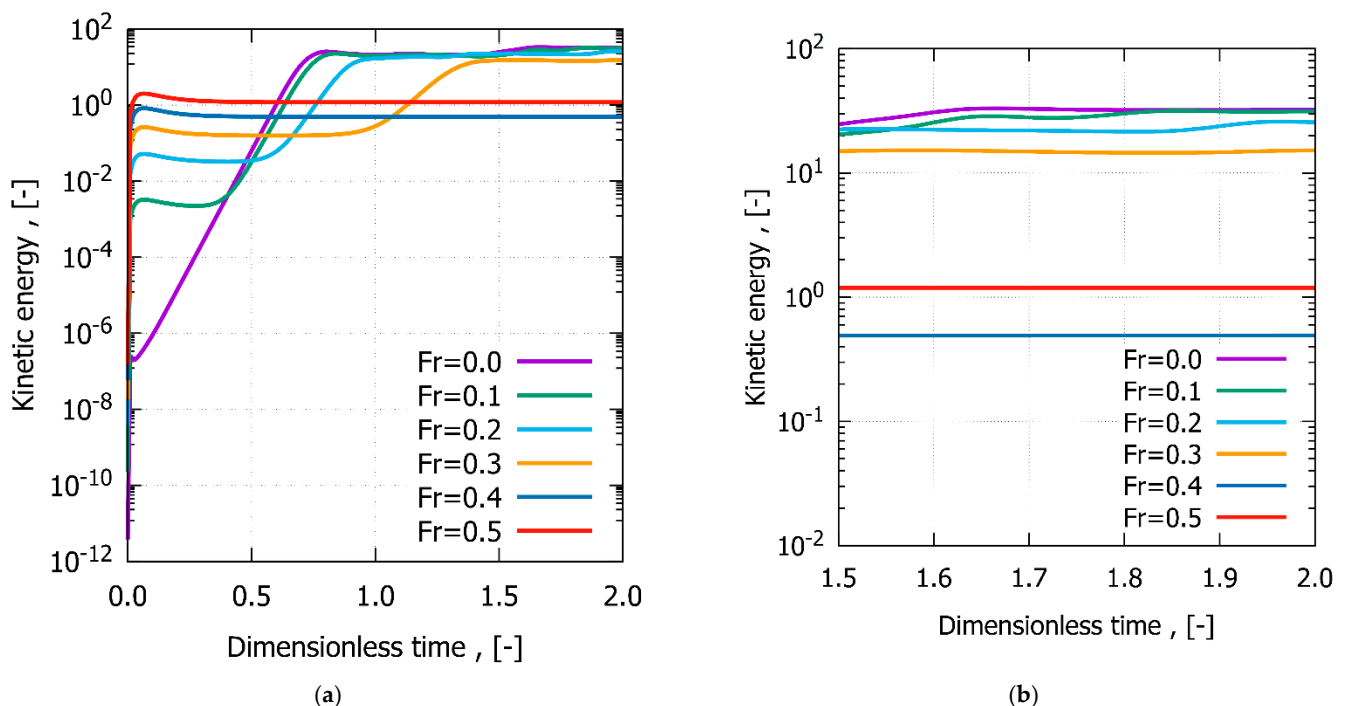 Kinetic energy , [-]
10^2
10^0
10^-2
10^-4
10^-6
10^-8
10^-10
10^-12
Fr=0.0
Fr=0.1
Fr=0.2
Fr=0.3
Fr=0.4
Fr=0.5
0.0 0.5 1.0 1.5 2.0
Dimensionless time , [-]
(a)
Kinetic energy , [-]
10^2
10^1
10^0
10^-1
10^-2
Fr=0.0
Fr=0.1
Fr=0.2
Fr=0.3
Fr=0.4
Fr=0.5
1.5 1.6 1.7 1.8 1.9 2.0
Dimensionless time , [-]
(b)